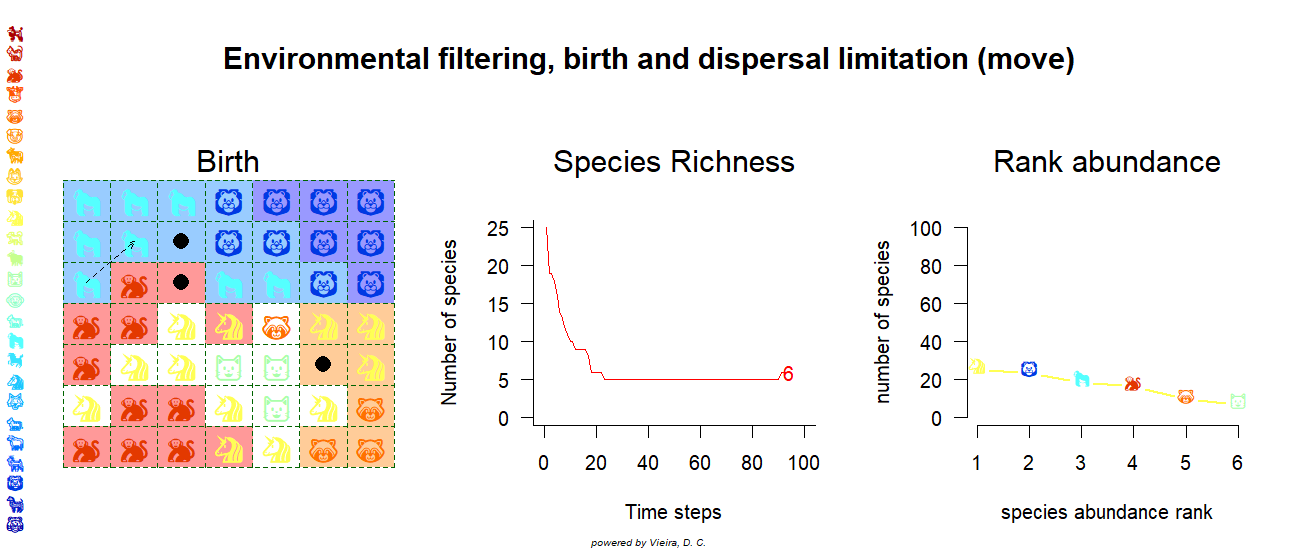 Environmental filtering, birth and dispersal limitation (move)
Birth
Species Richness
Number of species
25
20
15
10
5
0
6
0 20 40 60 80 100
Time steps
Rank abundance
number of species
100
80
60
40
20
0
1 2 3 4 5 6
species abundance rank
powered by Vieira, D. C.